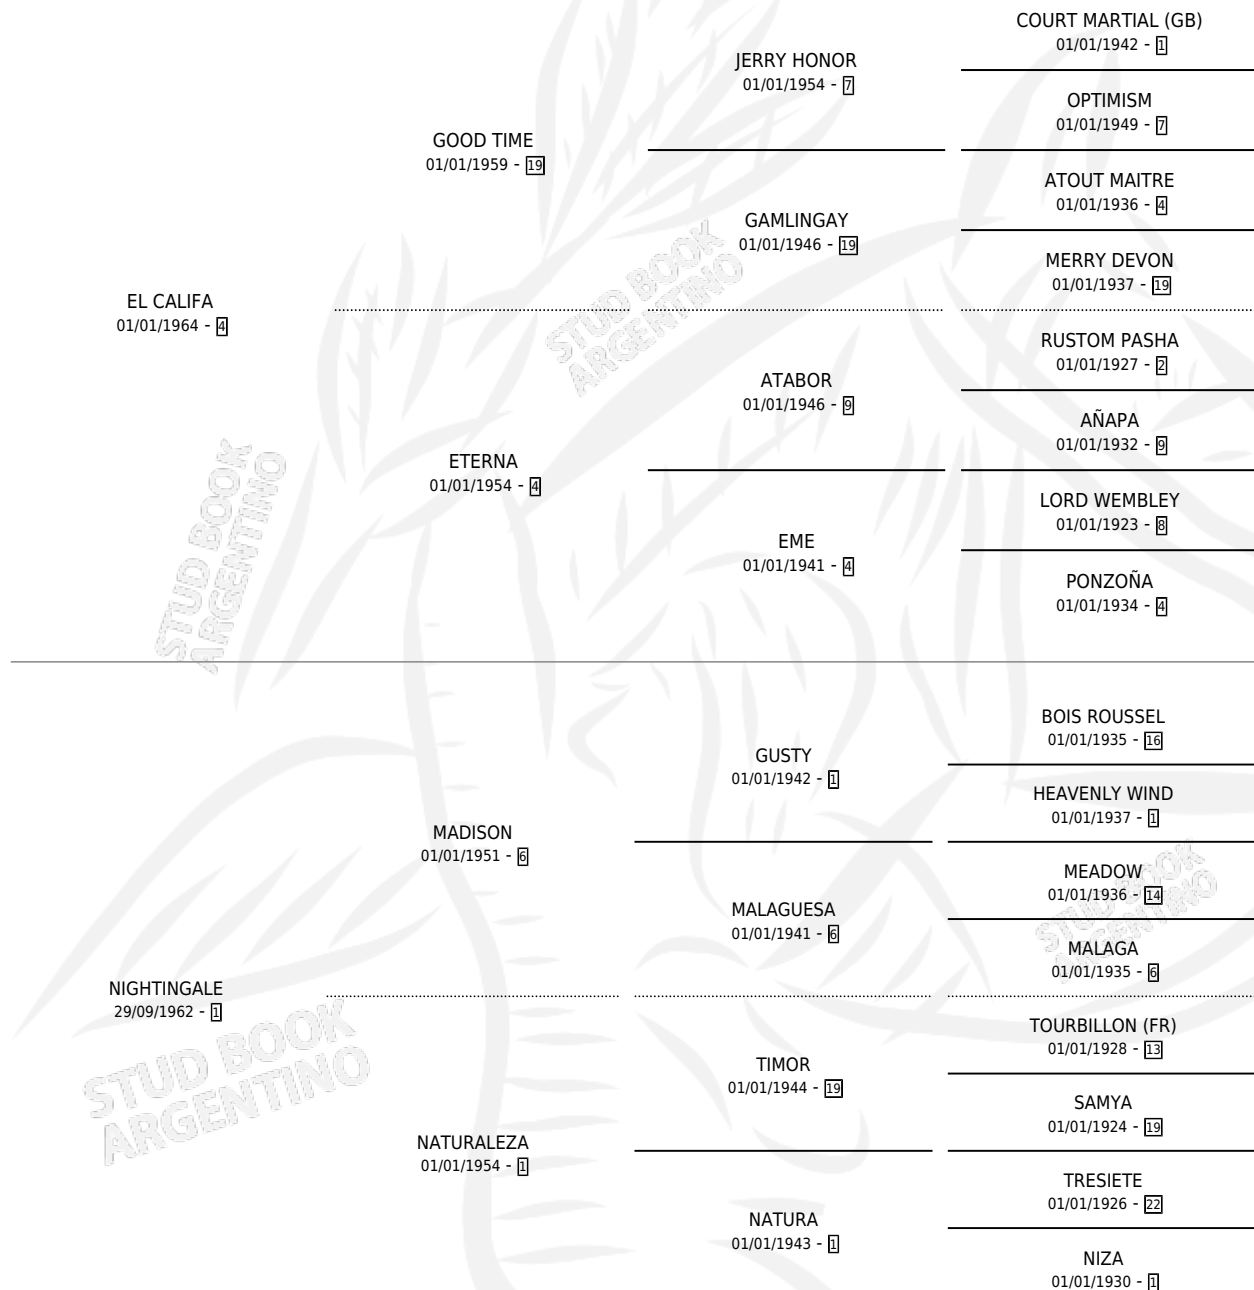 COURT MARTIAL (GB)
01/01/1942 - 1
JERRY HONOR
01/01/1954 - 7
OPTIMISM
01/01/1949 - 7
GOOD TIME
01/01/1959 - 19
ATOUT MAITRE
01/01/1936 - 4
GAMLINGAY
01/01/1946 - 19
MERRY DEVON
01/01/1937 - 19
EL CALIFA
01/01/1964 - 4
STUD BOOK
ARGENTINO
RUSTOM PASHA
01/01/1927 - 2
ATABOR
01/01/1946 - 9
AÑAPA
01/01/1932 - 9
ETERNA
01/01/1954 - 4
LORD WEMBLEY
01/01/1923 - 8
EME
01/01/1941 - 4
PONZOÑA
01/01/1934 - 4
STUD BOOK
ARGENTINO
BOIS ROUSSEL
01/01/1935 - 16
GUSTY
01/01/1942 - 1
HEAVENLY WIND
01/01/1937 - 1
MADISON
01/01/1951 - 6
MEADOW
01/01/1936 - 14
MALAGUESA
01/01/1941 - 6
MALAGA
01/01/1935 - 6
STUD BOOK
ARGENTINO
NIGHTINGALE
29/09/1962 - 1
STUD BOOK
ARGENTINO
TOURBILLON (FR)
01/01/1928 - 13
TIMOR
01/01/1944 - 19
SAMYA
01/01/1924 - 19
NATURALEZA
01/01/1954 - 1
TRESIETE
01/01/1926 - 22
NATURA
01/01/1943 - 1
NIZA
01/01/1930 - 1